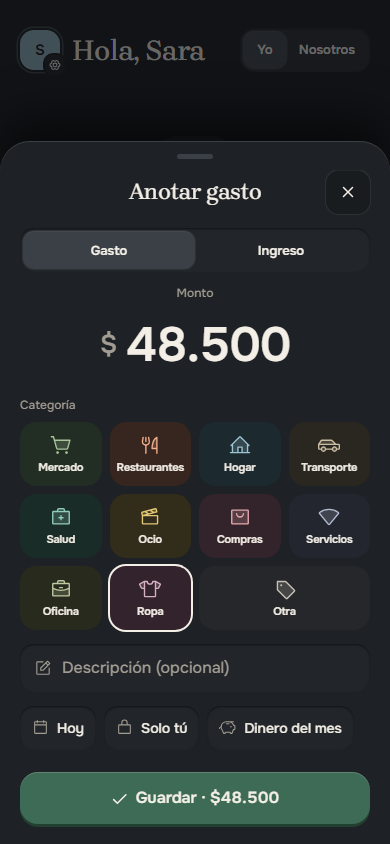 S
Hola, Sara
Yo
Nosotros
Anotar gasto
Gasto
Ingreso
Monto
$ 48.500
Categoría
Mercado
Restaurantes
Hogar
Transporte
Salud
Ocio
Compras
Servicios
Oficina
Ropa
Otra
Descripción (opcional)
Hoy
Solo tú
Dinero del mes
Guardar · $48.500